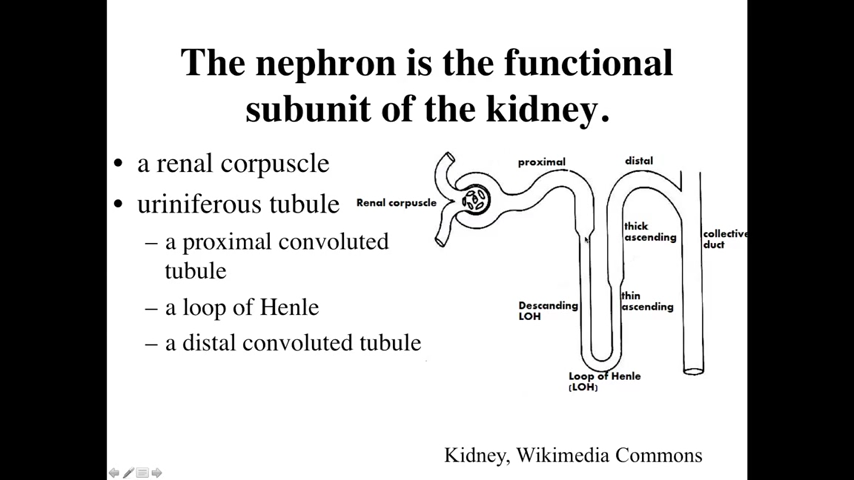 The nephron is the functional
subunit of the kidney.
• a renal corpuscle
• uriniferous tubule
– a proximal convoluted
tubule
– a loop of Henle
– a distal convoluted tubule
proximal
distal
Renal corpuscle
thick
ascending
collective
duct
Descanding
LOH
thin
ascending
Loop of Henle
(LOH)
Kidney, Wikimedia Commons